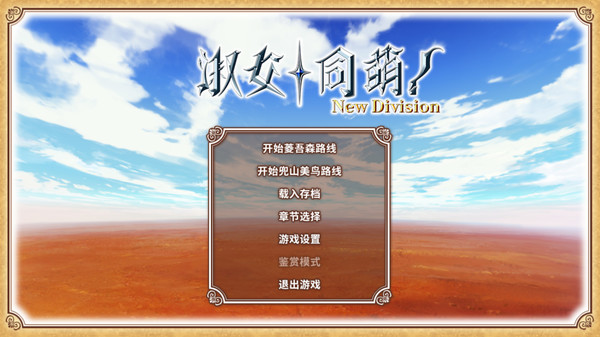 淑女†同萌!
New Division
开始菱吾森路线
开始兜山美鸟路线
载入存档
章节选择
游戏设置
鉴赏模式
退出游戏